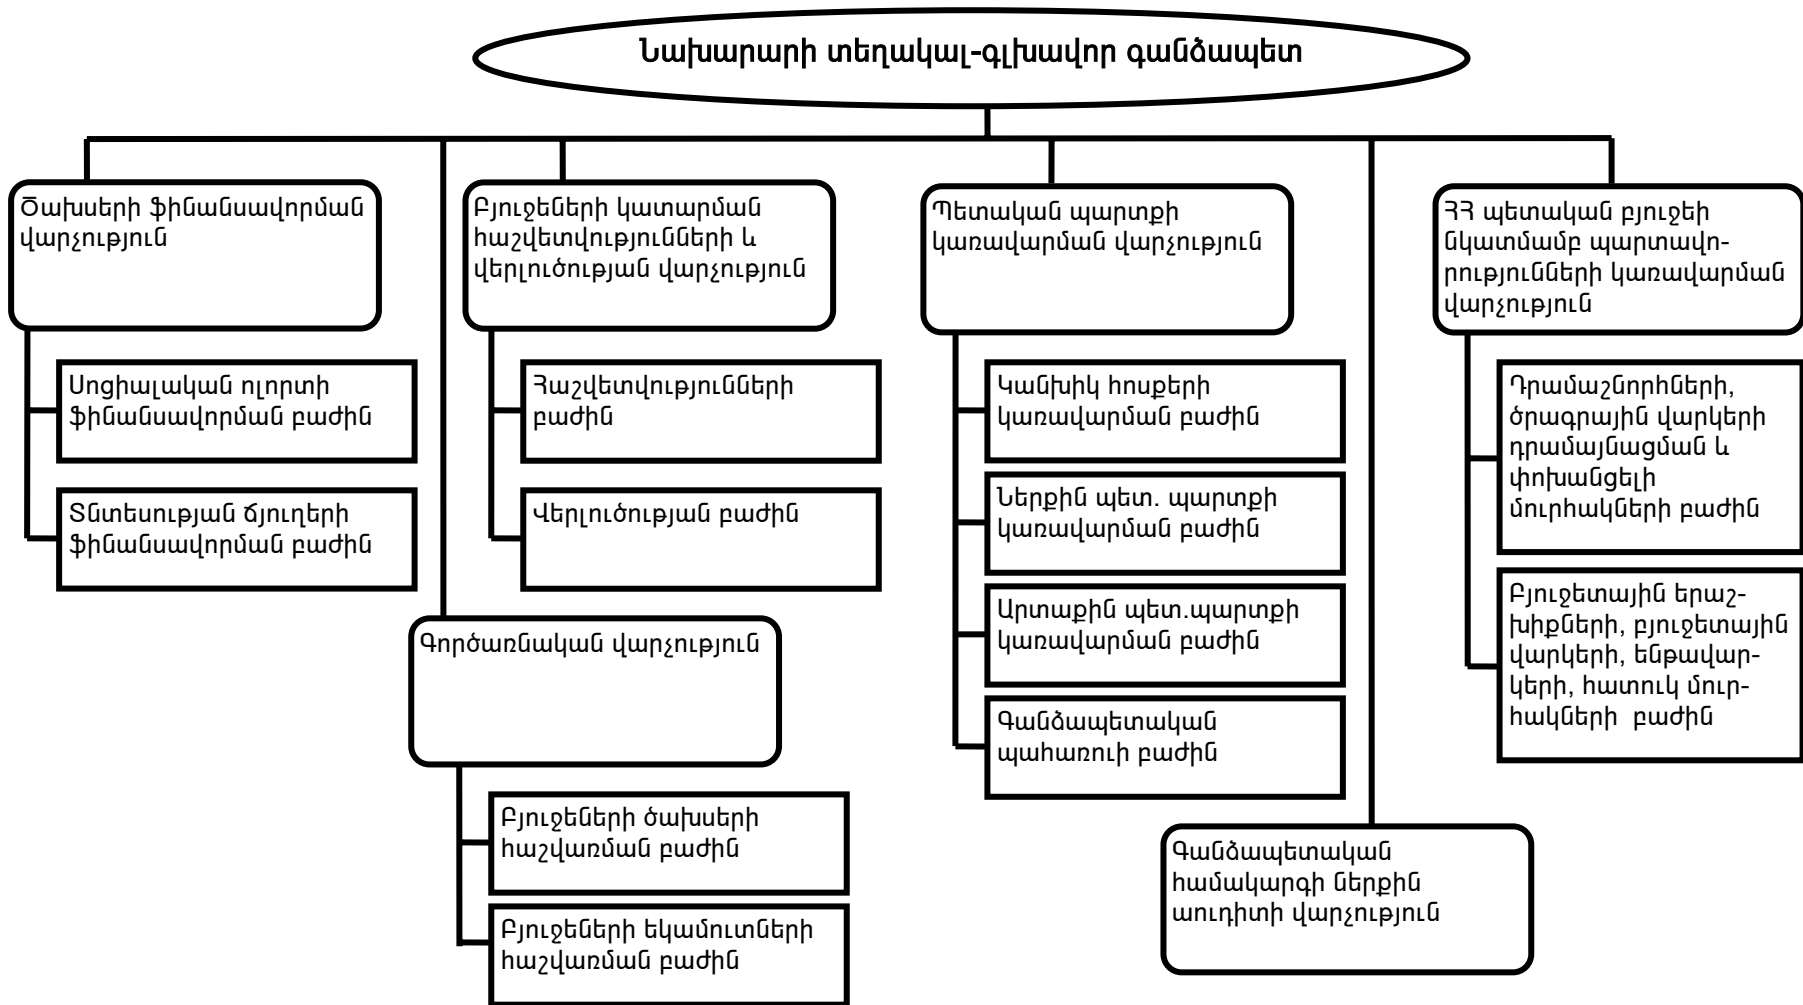 Նախարարի տեղակալ-գլխավոր գանձապետ
Ծախսերի ֆինանսավորման
վարչություն
Սոցիալական ոլորտի
ֆինանսավորման բաժին
Տնտեսության ճյուղերի
ֆինանսավորման բաժին
Բյուջեների կատարման
հաշվետվությունների և
վերլուծության վարչություն
Հաշվետվությունների
բաժին
Վերլուծության բաժին
Գործառնական վարչություն
Բյուջեների ծախսերի
հաշվառման բաժին
Բյուջեների եկամուտների
հաշվառման բաժին
Պետական պարտքի
կառավարման վարչություն
Կանխիկ հոսքերի
կառավարման բաժին
Ներքին պետ. պարտքի
կառավարման բաժին
Արտաքին պետ.պարտքի
կառավարման բաժին
Գանձապետական
պահառուի բաժին
Գանձապետական
համակարգի ներքին
աուդիտի վարչություն
ՀՀ պետական բյուջեի
նկատմամբ պարտավո-
րությունների կառավարման
վարչություն
Դրամաշնորհների,
ծրագրային վարկերի
դրամայնացման և
փոխանցելի
մուրհակների բաժին
Բյուջետային երաշ-
խիքների, բյուջետային
վարկերի, ենթավար-
կերի, հատուկ մուր-
հակների  բաժին